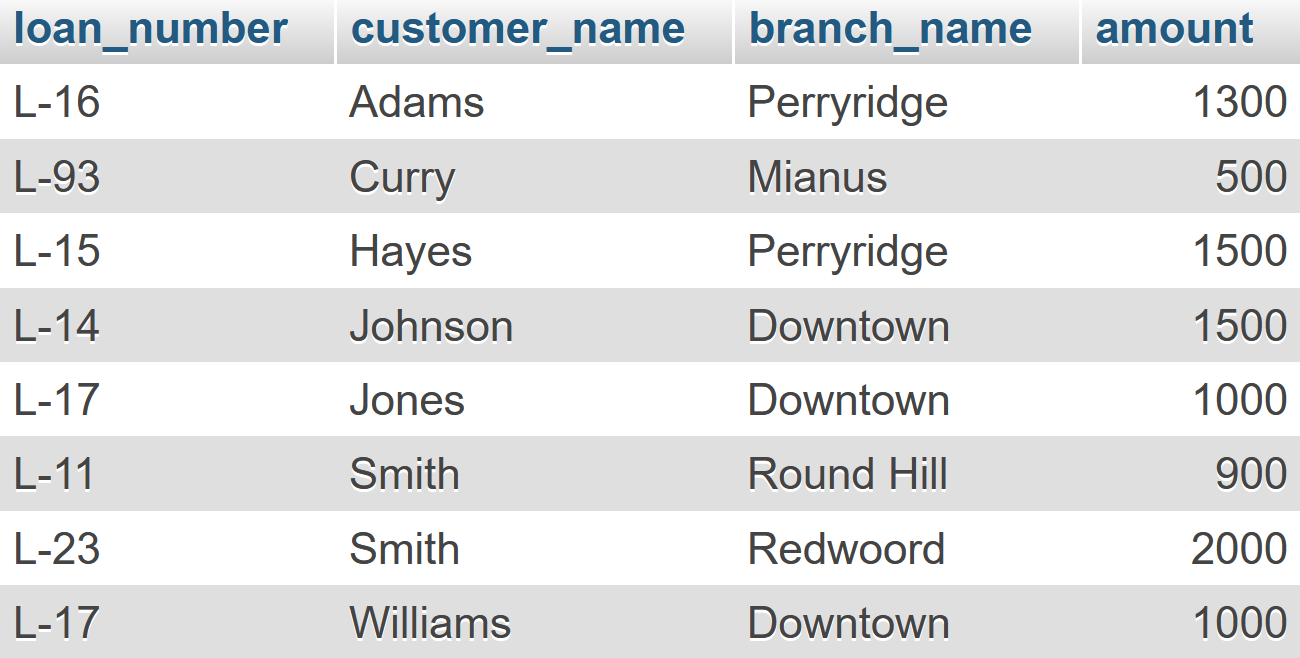 loan_number customer_name branch_name amount
L-16 Adams Perryridge 1300
L-93 Curry Mianus 500
L-15 Hayes Perryridge 1500
L-14 Johnson Downtown 1500
L-17 Jones Downtown 1000
L-11 Smith Round Hill 900
L-23 Smith Redwoord 2000
L-17 Williams Downtown 1000